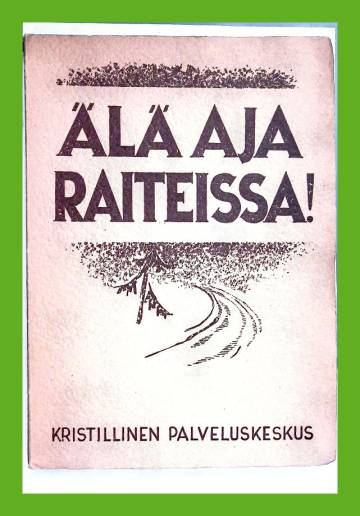 ÄLÄ AJA
RAITEISSA!
KRISTILLINEN PALVELUSKESKUS